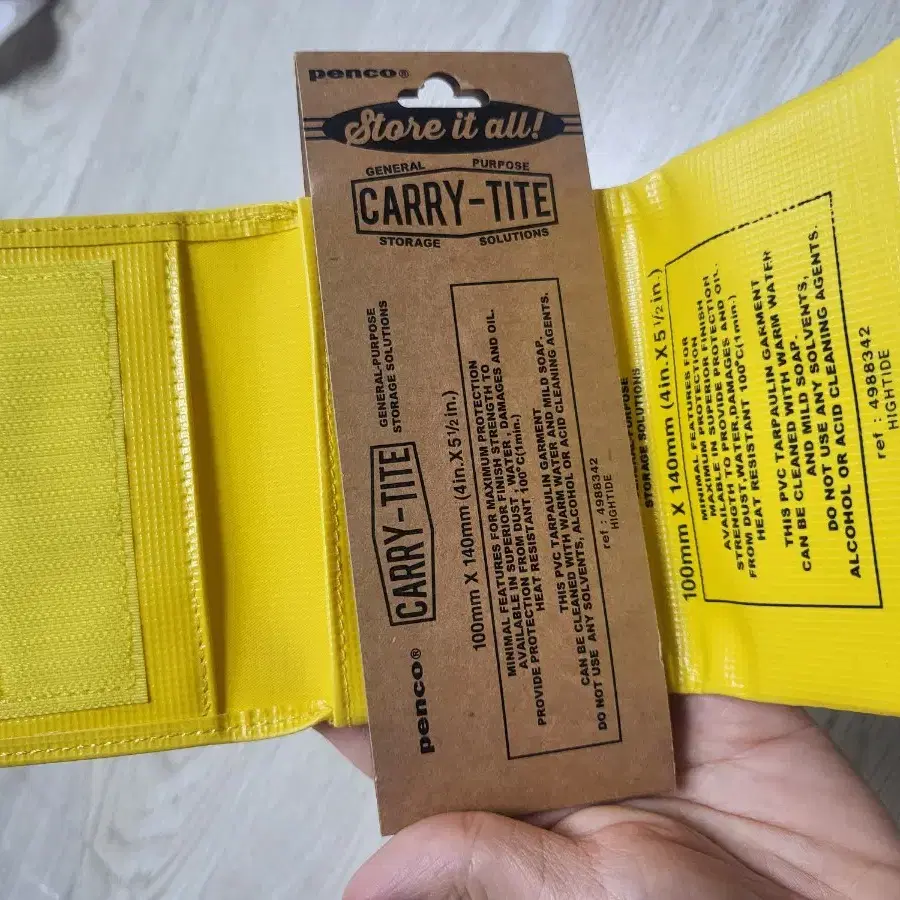 penco®
Store it all!
GENERAL PURPOSE
CARRY-TITE
STORAGE SOLUTIONS
penco®
CARRY-TITE
GENERAL-PURPOSE
STORAGE SOLUTIONS
100mm X 140mm (4in.X 5 1/2 in.)
MINIMAL FEATURES FOR MAXIMUM PROTECTION
AVAILABLE IN SUPERIOR FINISH STRENGTH TO
PROVIDE PROTECTION FROM DUST , WATER , DAMAGES AND OIL.
HEAT RESISTANT 100°C(1min.)
THIS PVC TARPAULIN GARMENT
CAN BE CLEANED WITH WARM WATER AND MILD SOAP.
DO NOT USE ANY SOLVENTS, ALCOHOL OR ACID CLEANING AGENTS.
ref : 4988342
HIGHTIDE
STORAGE SOLUTIONS
100mm X 140mm (4in.X 5 1/2 in.)
MINIMAL FEATURES FOR
MAXIMUM PROTECTION
AVAILABLE IN SUPERIOR FINISH
STRENGTH TO PROVIDE PROTECTION
FROM DUST,WATER,DAMAGES AND OIL.
HEAT RESISTANT 100°C(1min.)
THIS PVC TARPAULIN GARMENT
CAN BE CLEANED WITH WARM WATER
AND MILD SOAP.
DO NOT USE ANY SOLVENTS,
ALCOHOL OR ACID CLEANING AGENTS.
ref : 4988342
HIGHTIDE